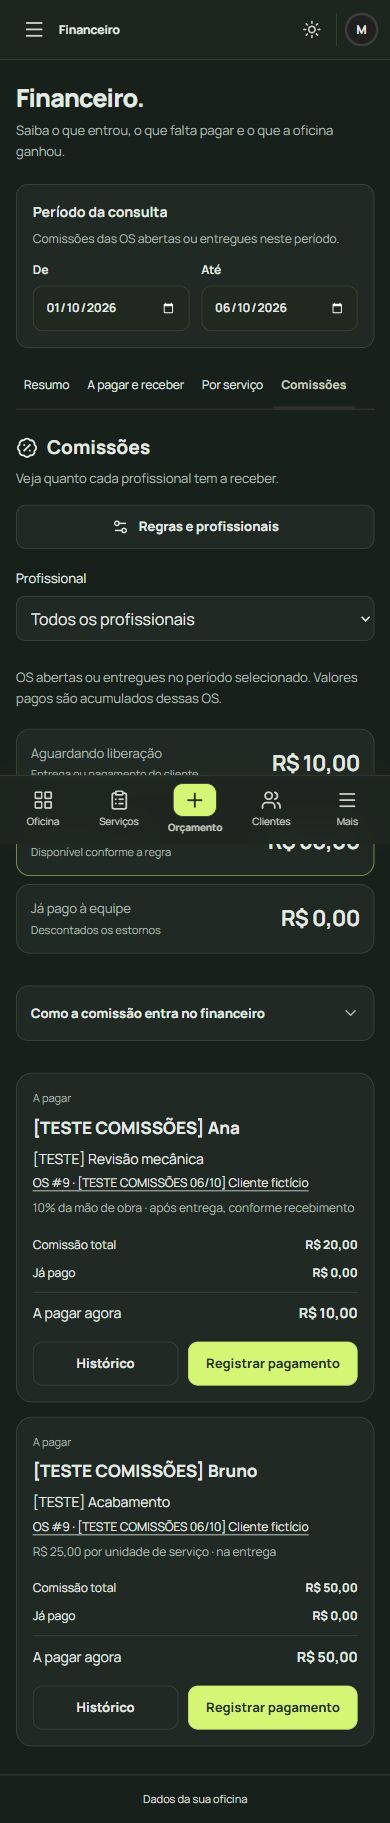 Financeiro
M
Financeiro.
Saiba o que entrou, o que falta pagar e o que a oficina
ganhou.
Período da consulta
Comissões das OS abertas ou entregues neste período.
De
Até
01/10/2026
06/10/2026
Resumo
A pagar e receber
Por serviço
Comissões
Comissões
Veja quanto cada profissional tem a receber.
Regras e profissionais
Profissional
Todos os profissionais
OS abertas ou entregues no período selecionado. Valores
pagos são acumulados dessas OS.
Aguardando liberação
R$ 10,00
Entrega ou pagamento do cliente
Oficina
Serviços
Orçamento
Clientes
Mais
Disponível conforme a regra
Já pago à equipe
R$ 0,00
Descontados os estornos
Como a comissão entra no financeiro
A pagar
[TESTE COMISSÕES] Ana
[TESTE] Revisão mecânica
OS #9 · [TESTE COMISSÕES 06/10] Cliente fictício
10% da mão de obra · após entrega, conforme recebimento
Comissão total
R$ 20,00
Já pago
R$ 0,00
A pagar agora
R$ 10,00
Histórico
Registrar pagamento
A pagar
[TESTE COMISSÕES] Bruno
[TESTE] Acabamento
OS #9 · [TESTE COMISSÕES 06/10] Cliente fictício
R$ 25,00 por unidade de serviço · na entrega
Comissão total
R$ 50,00
Já pago
R$ 0,00
A pagar agora
R$ 50,00
Histórico
Registrar pagamento
Dados da sua oficina